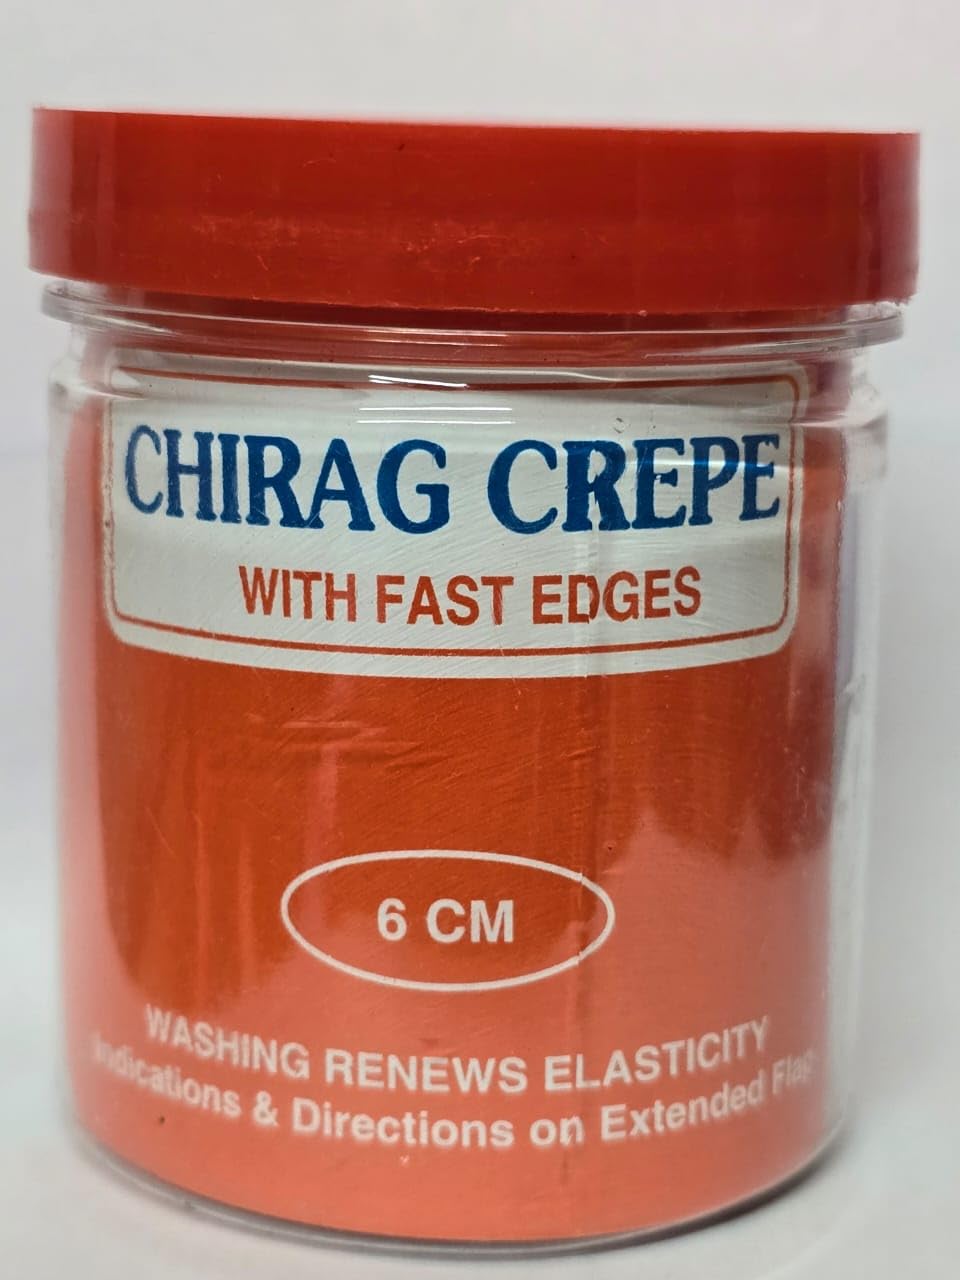 CHIRAG CREPE
WITH FAST EDGES
6 CM
WASHING RENEWS ELASTICITY
Indications & Directions on Extended Flap